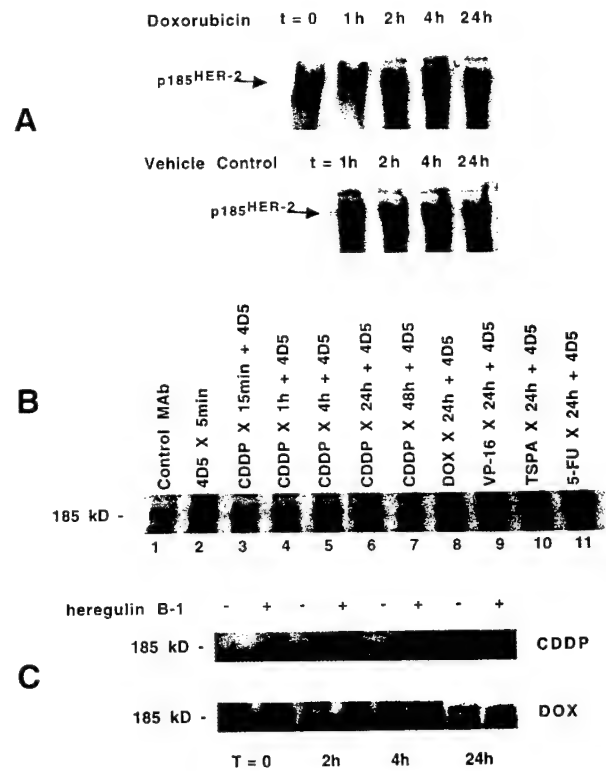 Doxorubicin t = 0 1h 2h 4h 24h
p185HER-2
A
Vehicle Control t = 1h 2h 4h 24h
p185HER-2
B
Control MAb
4D5 X 5min
CDDP X 15min + 4D5
CDDP X 1h + 4D5
CDDP X 4h + 4D5
CDDP X 24h + 4D5
CDDP X 48h + 4D5
DOX X 24h + 4D5
VP-16 X 24h + 4D5
TSPA X 24h + 4D5
5-FU X 24h + 4D5
185 kD -
1 2 3 4 5 6 7 8 9 10 11
heregulin B-1 - + - + - + - +
185 kD - CDDP
C
185 kD - DOX
T = 0 2h 4h 24h